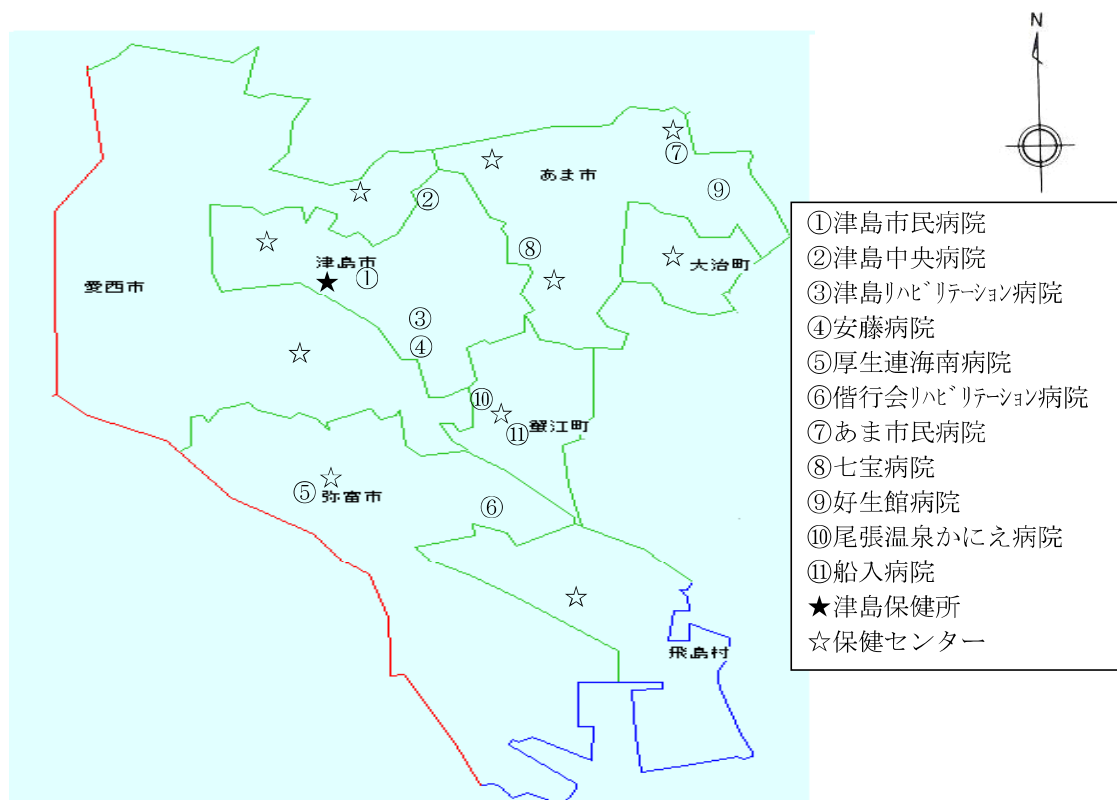 N
あま市
⑦
☆
☆
⑨
☆
②
⑧
☆
大治町
☆
☆
津島市
①
★
愛西市
③
④
☆
⑩
☆
⑪
蟹江町
☆
⑤
弥富市
⑥
☆
飛島村
①津島市民病院
②津島中央病院
③津島ﾘﾊﾋﾞﾘﾃｰｼｮﾝ病院
④安藤病院
⑤厚生連海南病院
⑥偕行会ﾘﾊﾋﾞﾘﾃｰｼｮﾝ病院
⑦あま市民病院
⑧七宝病院
⑨好生館病院
⑩尾張温泉かにえ病院
⑪船入病院
★津島保健所
☆保健センター